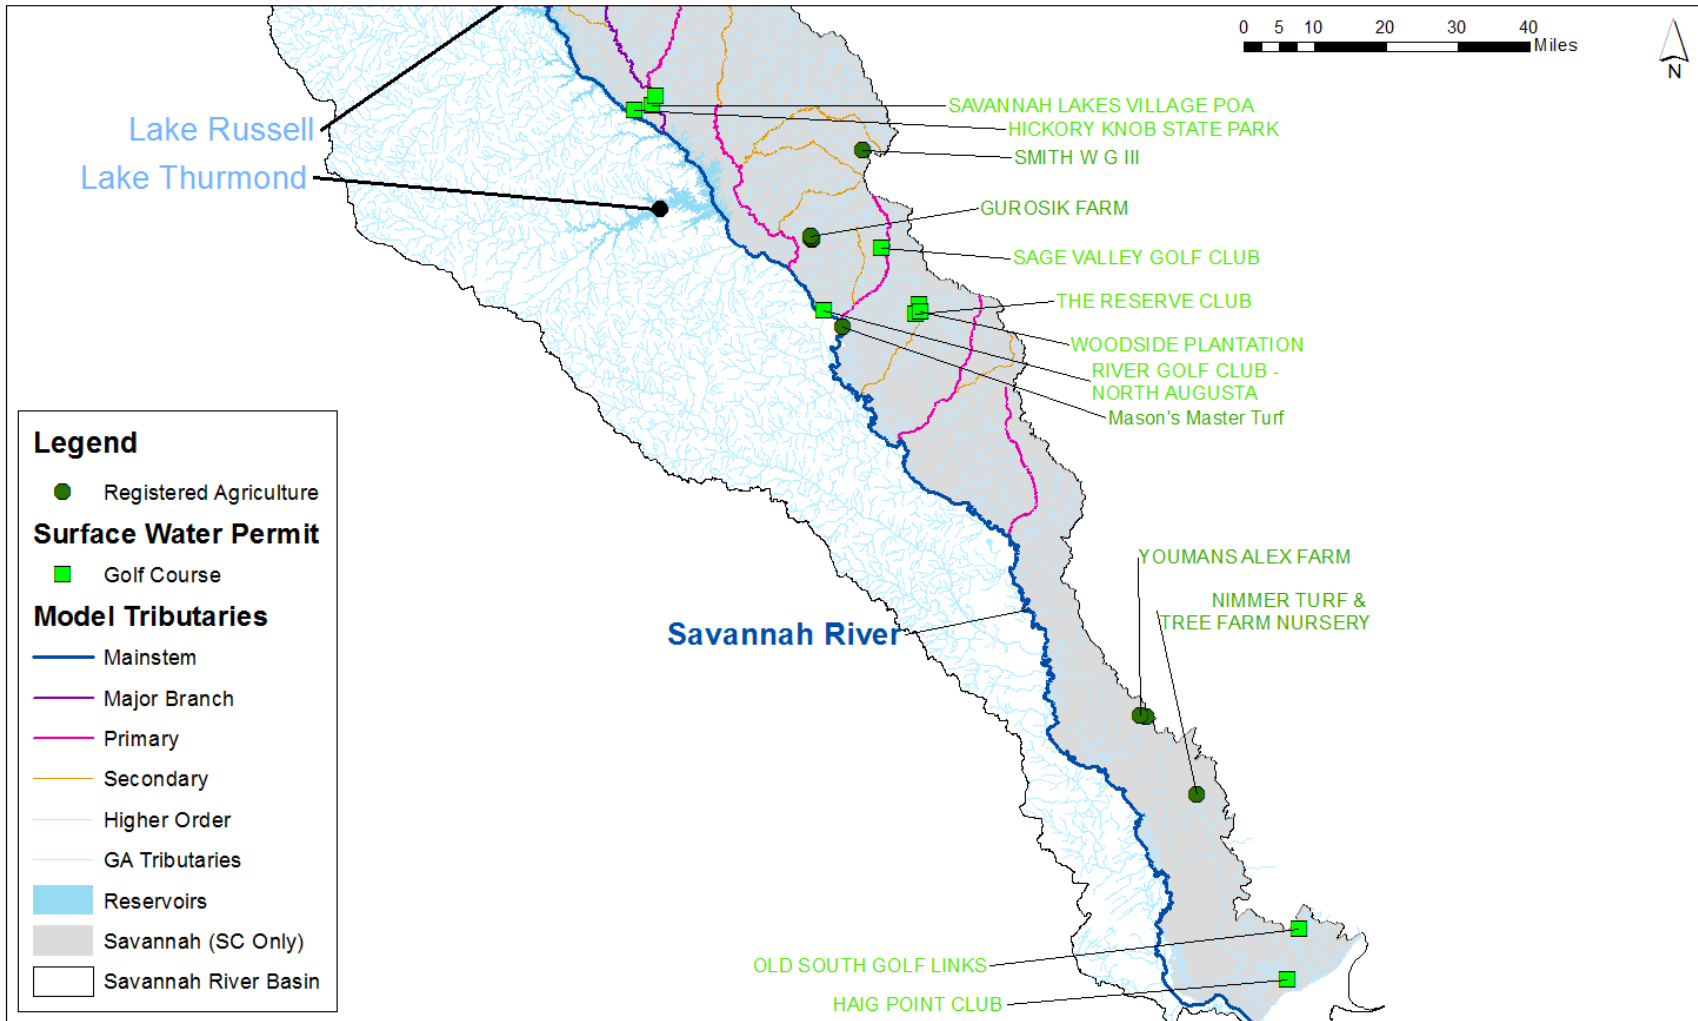 0 5 10 20 30 40
Miles
N
SAVANNAH LAKES VILLAGE POA
HICKORY KNOB STATE PARK
SMITH W G III
Lake Russell
Lake Thurmond
GUROSIK FARM
SAGE VALLEY GOLF CLUB
THE RESERVE CLUB
WOODSIDE PLANTATION
RIVER GOLF CLUB -
NORTH AUGUSTA
Mason's Master Turf
Legend
Registered Agriculture
Surface Water Permit
Golf Course
Model Tributaries
Mainstem
Major Branch
Primary
Secondary
Higher Order
GA Tributaries
Reservoirs
Savannah (SC Only)
Savannah River Basin
YOUMANS ALEX FARM
NIMMER TURF &
TREE FARM NURSERY
Savannah River
OLD SOUTH GOLF LINKS
HAIG POINT CLUB